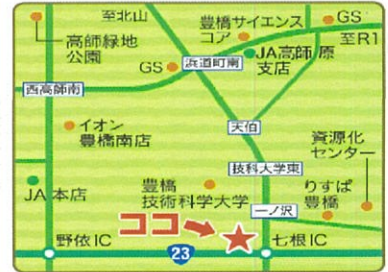 至北山
豊橋サイエンス
コア
GS
高師緑地
公園
至R1
JA高師原
支店
GS
浜道町南
西高師南
イオン
豊橋南店
天伯
資源化
センター
技科大学東
JA本店
豊橋
技術科学大学
りすぱ
豊橋
一ノ沢
ココ
野依IC
23
七根IC